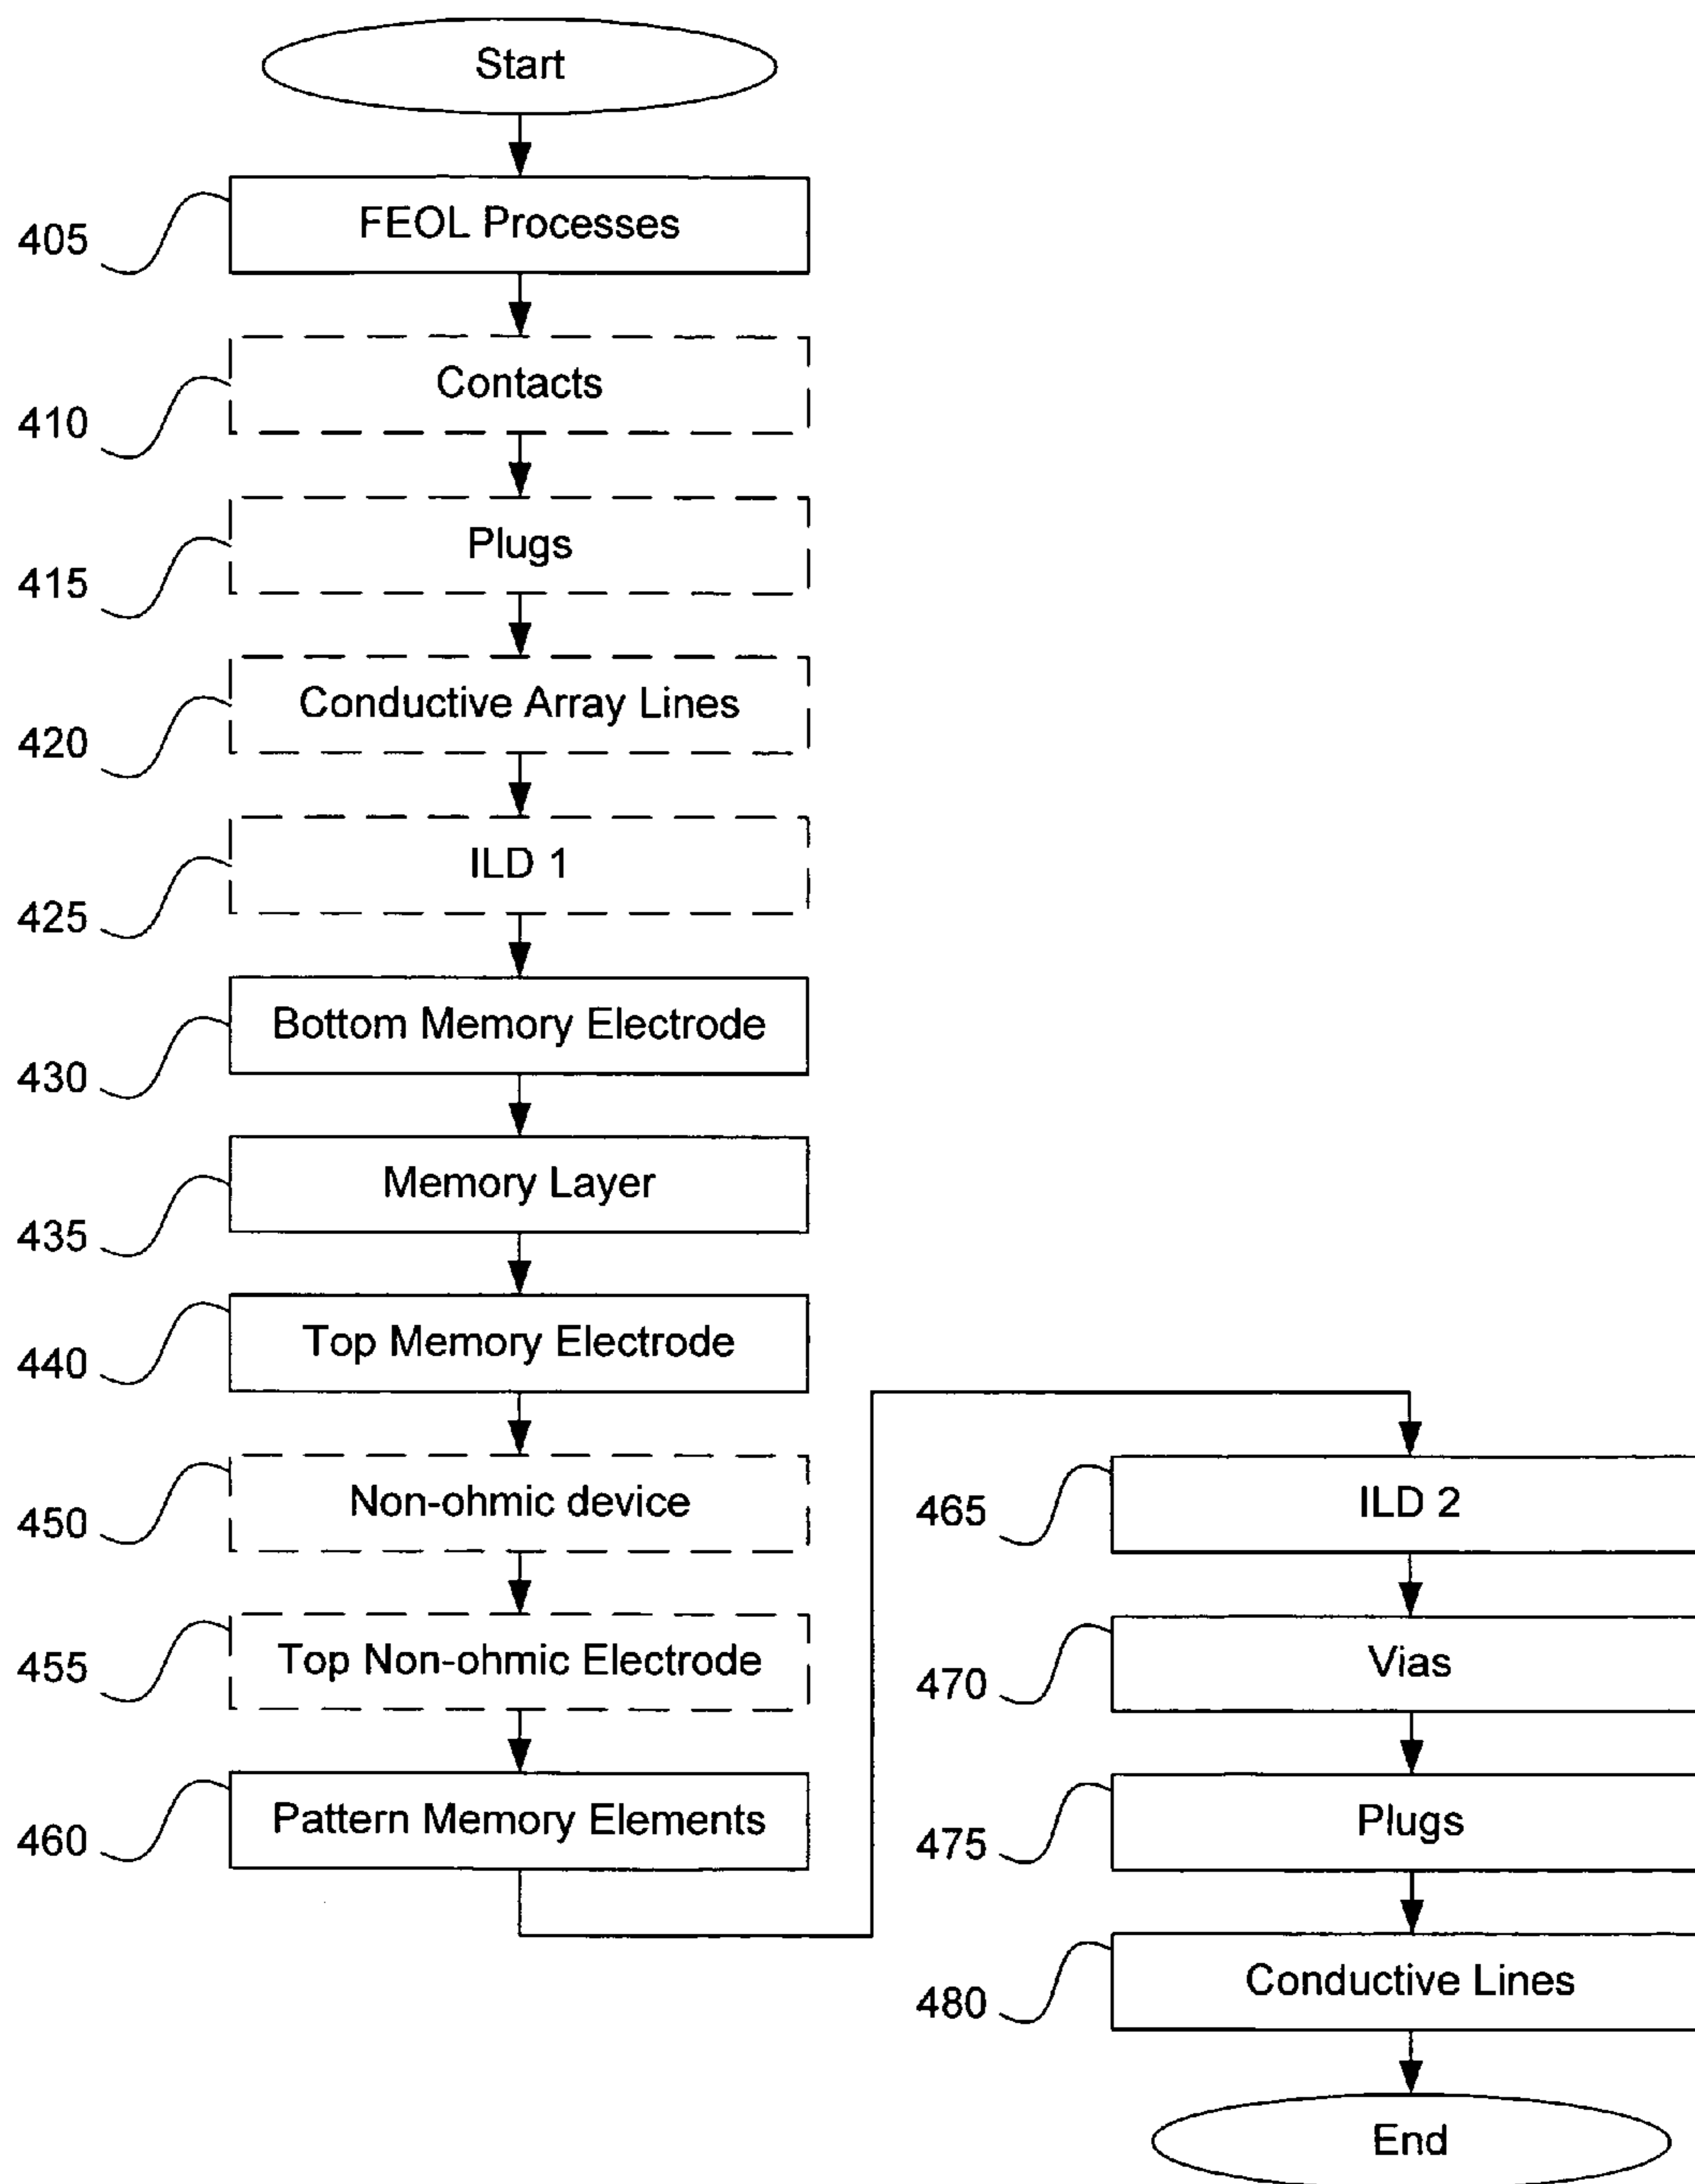 Start
405
FEOL Processes
410
Contacts
415
Plugs
420
Conductive Array Lines
425
ILD 1
430
Bottom Memory Electrode
435
Memory Layer
440
Top Memory Electrode
450
Non-ohmic device
455
Top Non-ohmic Electrode
460
Pattern Memory Elements
465
ILD 2
470
Vias
475
Plugs
480
Conductive Lines
End